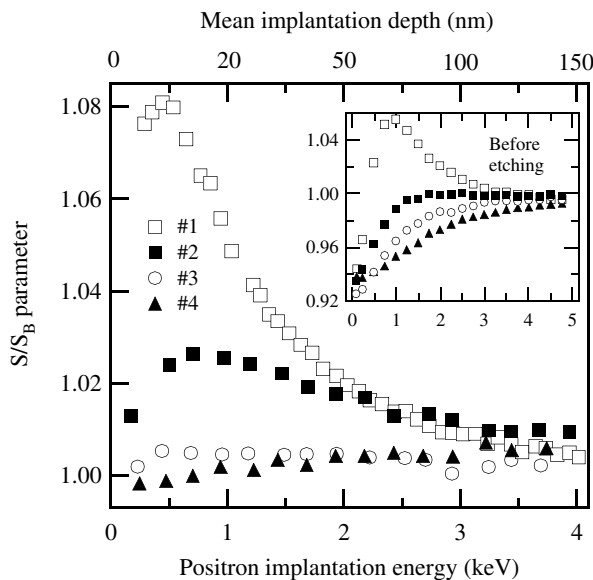 Mean implantation depth (nm)
0 20 50 100 150
1.08
1.06
1.04
1.02
1.00
S/S_B parameter
#1
#2
#3
#4
Before
etching
1.04
1.00
0.96
0.92
0 1 2 3 4 5
0 1 2 3 4
Positron implantation energy (keV)